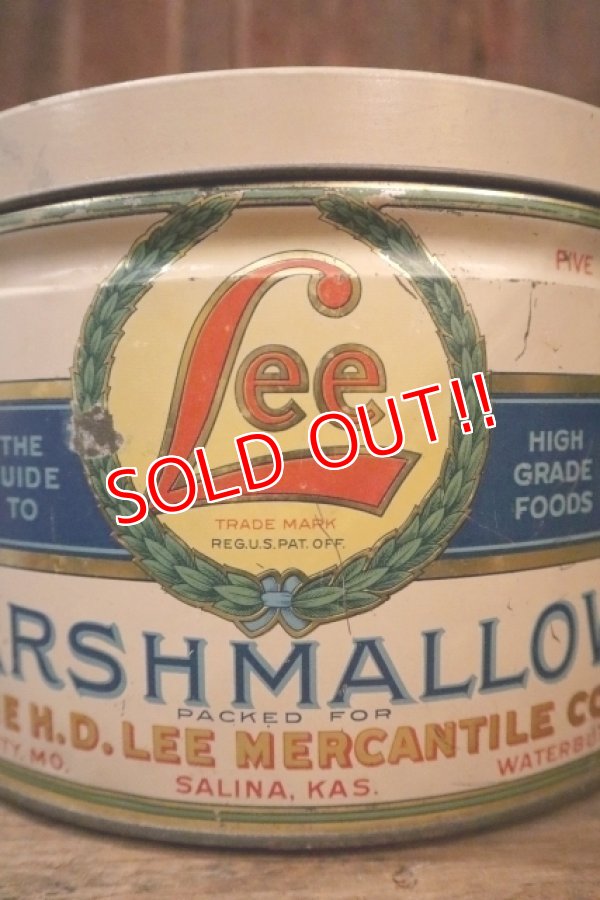 FIVE
Lee
SOLD OUT!!
THE
UIDE
TO
HIGH
GRADE
FOODS
TRADE MARK
REG.U.S.PAT.OFF.
ARSHMALLOW
PACKED FOR
E H.D. LEE MERCANTILE CO
TY, MO.
SALINA, KAS.
WATERBU